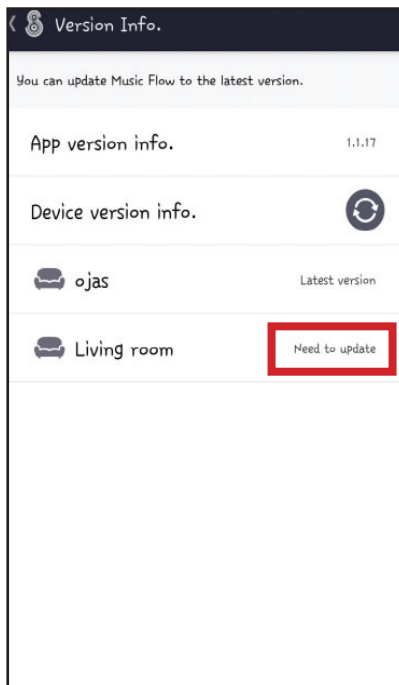 Version Info.
You can update Music Flow to the latest version.
App version info. 1.1.17
Device version info.
ojas Latest version
Living room Need to update